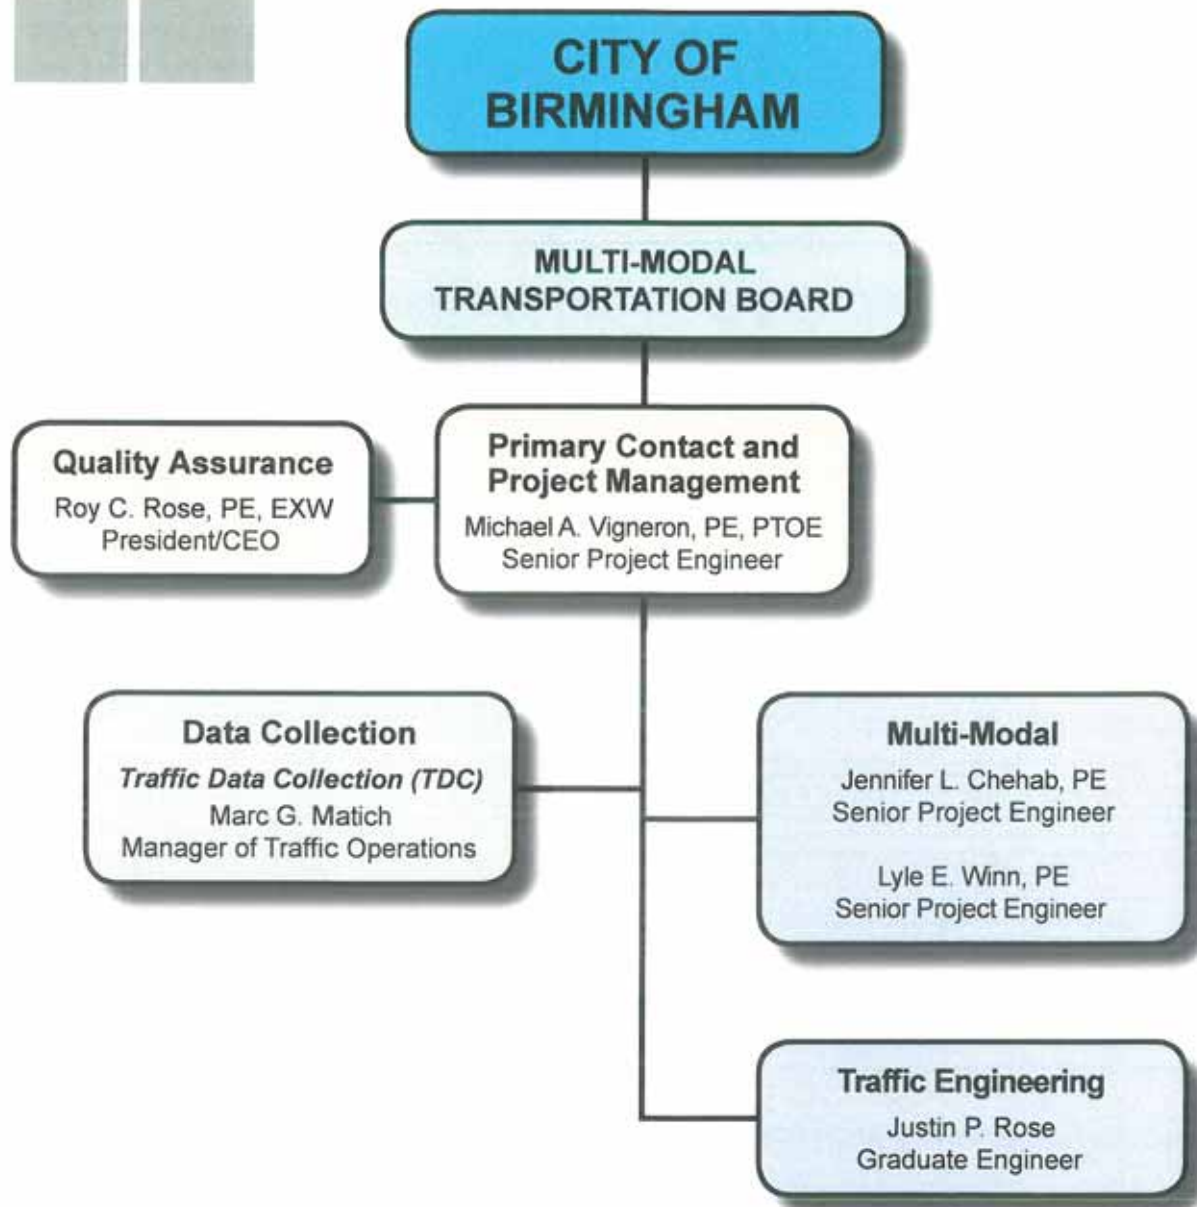 CITY OF
BIRMINGHAM
MULTI-MODAL
TRANSPORTATION BOARD
Quality Assurance
Roy C. Rose, PE, EXW
President/CEO
Primary Contact and
Project Management
Michael A. Vigneron, PE, PTOE
Senior Project Engineer
Data Collection
Traffic Data Collection (TDC)
Marc G. Matich
Manager of Traffic Operations
Multi-Modal
Jennifer L. Chehab, PE
Senior Project Engineer
Lyle E. Winn, PE
Senior Project Engineer
Traffic Engineering
Justin P. Rose
Graduate Engineer